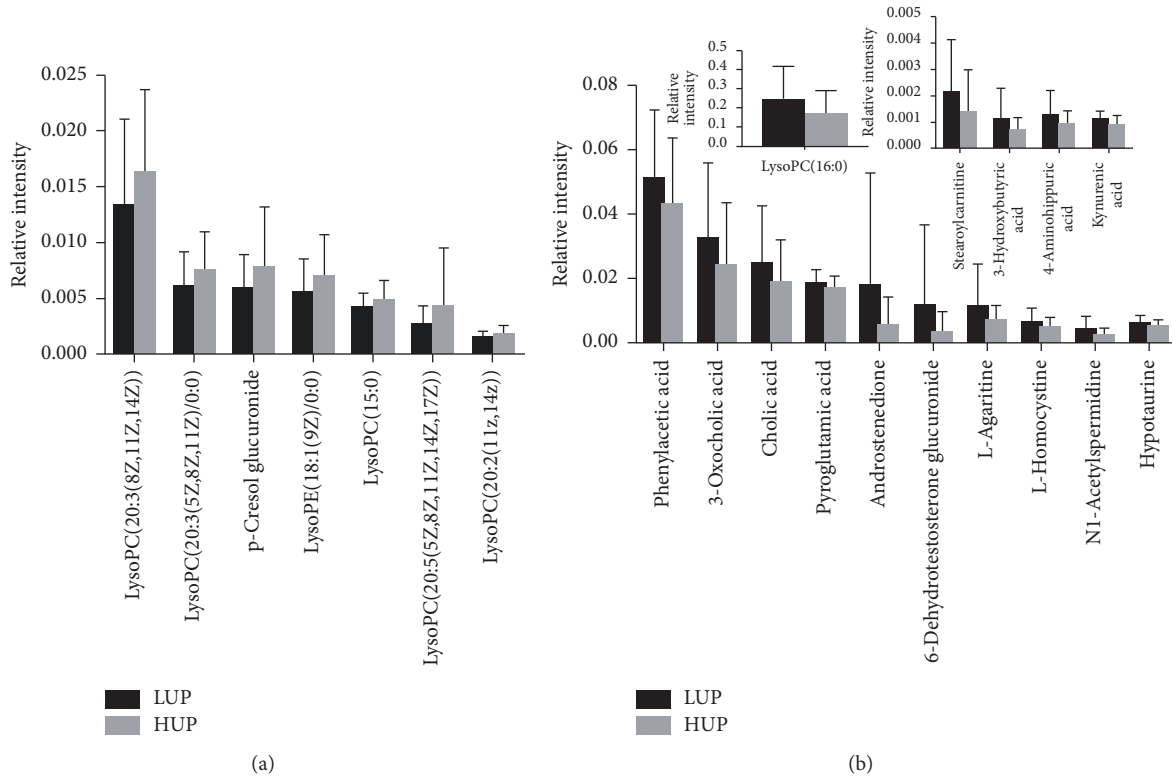 0.025
0.020
0.015
0.010
0.005
0.000
Relative intensity
LysoPC(20:3(8Z,11Z,14Z))
LysoPC(20:3(5Z,8Z,11Z)/0:0)
p-Cresol glucuronide
LysoPE(18:1(9Z)/0:0)
LysoPC(15:0)
LysoPC(20:5(5Z,8Z,11Z,14Z,17Z))
LysoPC(20:2(11z,14z))
LUP
HUP
(a)
0.08
0.06
0.04
0.02
0.00
Relative intensity
Phenylacetic acid
3-Oxocholic acid
Cholic acid
Pyroglutamic acid
Androstenedione
6-Dehydrotestosterone glucuronide
L-Agaritine
L-Homocystine
N1-Acetylspermidine
Hypotaurine
0.5
0.4
0.3
0.2
0.1
0.0
Relative
intensity
LysoPC(16:0)
0.005
0.004
0.003
0.002
0.001
0.000
Relative intensity
Stearoylcarnitine
3-Hydroxybutyric
acid
4-Aminohippuric
acid
Kynurenic
acid
LUP
HUP
(b)